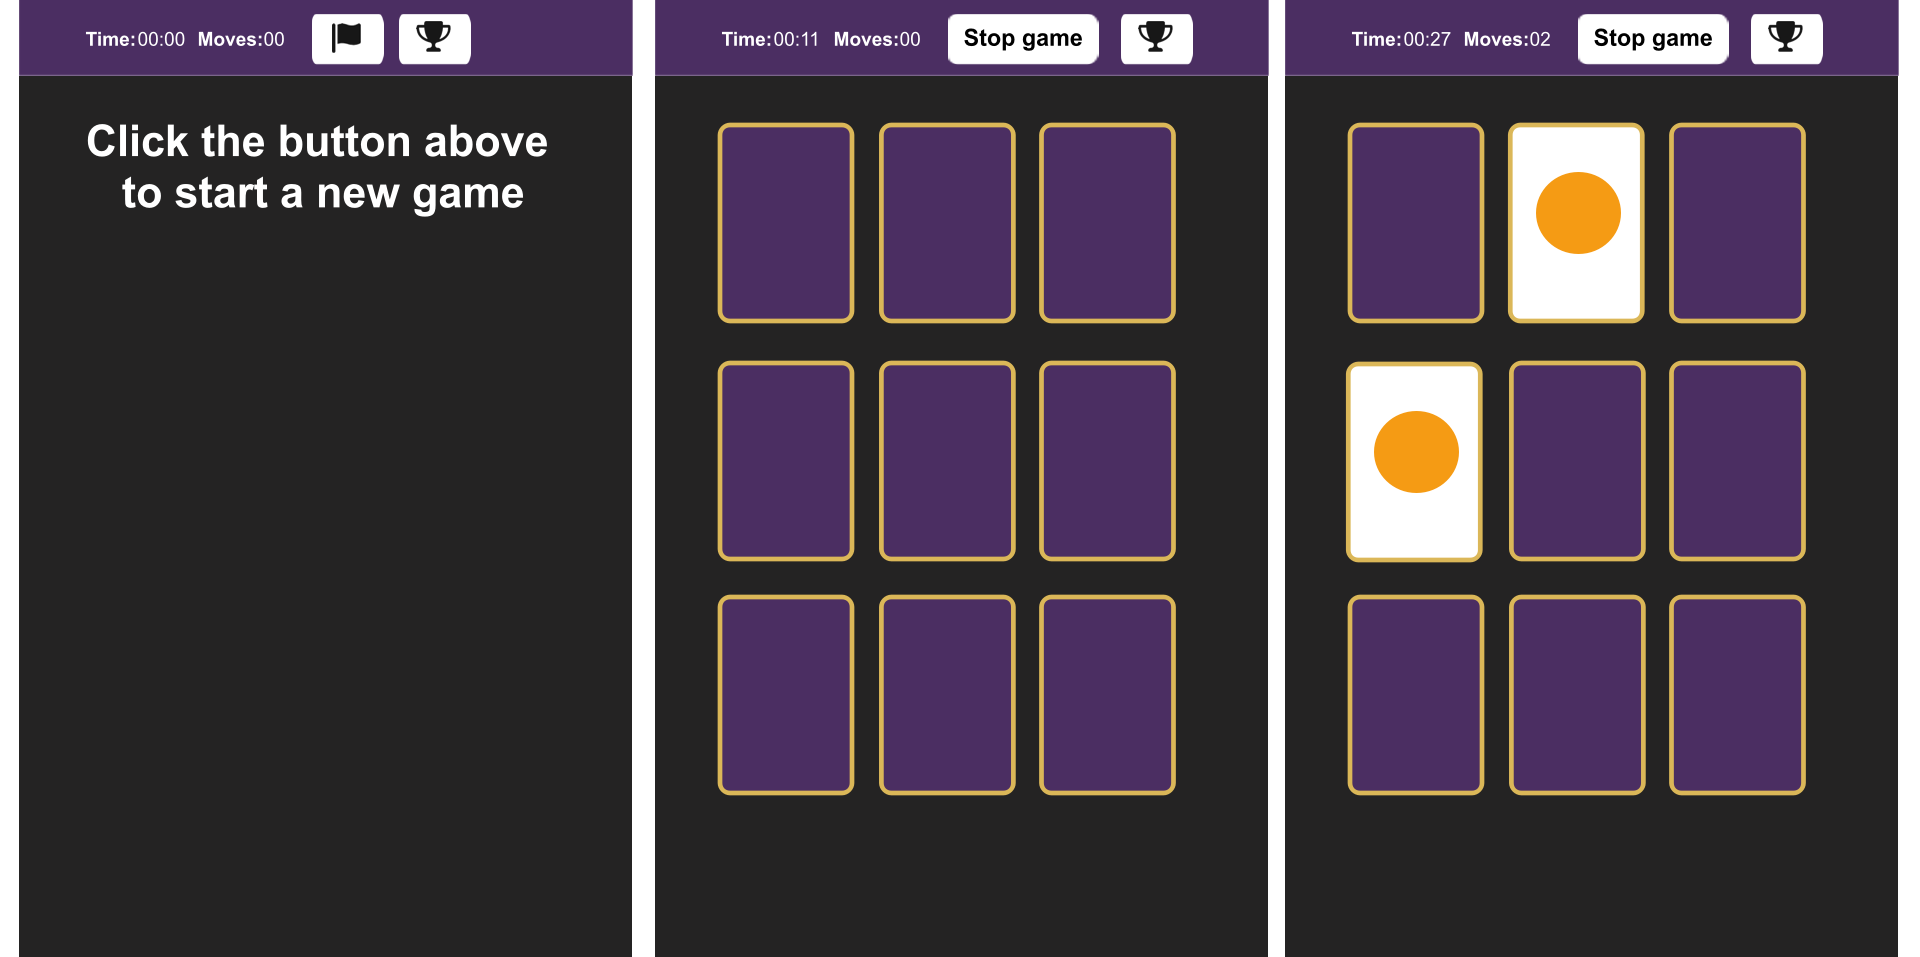 Time:00:00 Moves:00
Click the button above
to start a new game
Time:00:11 Moves:00 Stop game
Time:00:27 Moves:02 Stop game